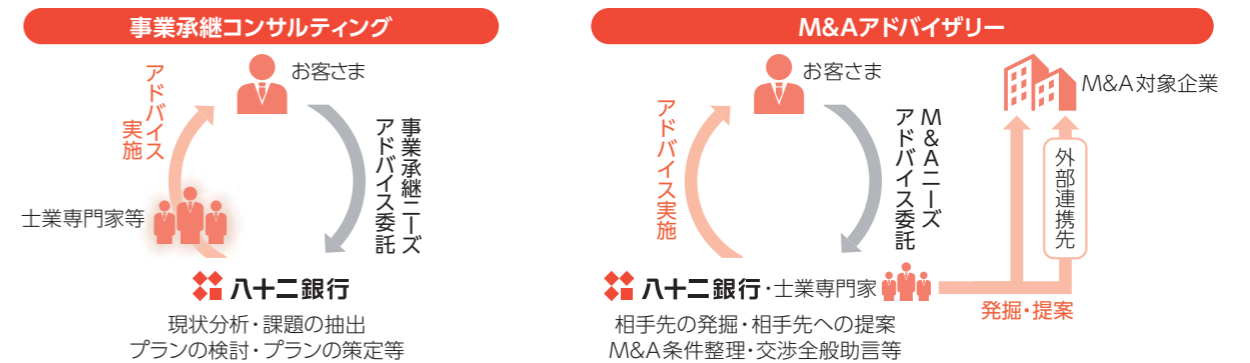 事業承継コンサルティング
お客さま
アドバイス
実施
事業承継ニーズ
アドバイス委託
士業専門家等
八十二銀行
現状分析・課題の抽出
プランの検討・プランの策定等
M&Aアドバイザリー
お客さま
M&A対象企業
アドバイス実施
M&Aニーズ
アドバイス委託
外部連携先
八十二銀行・士業専門家
発掘・提案
相手先の発掘・相手先への提案
M&A条件整理・交渉全般助言等